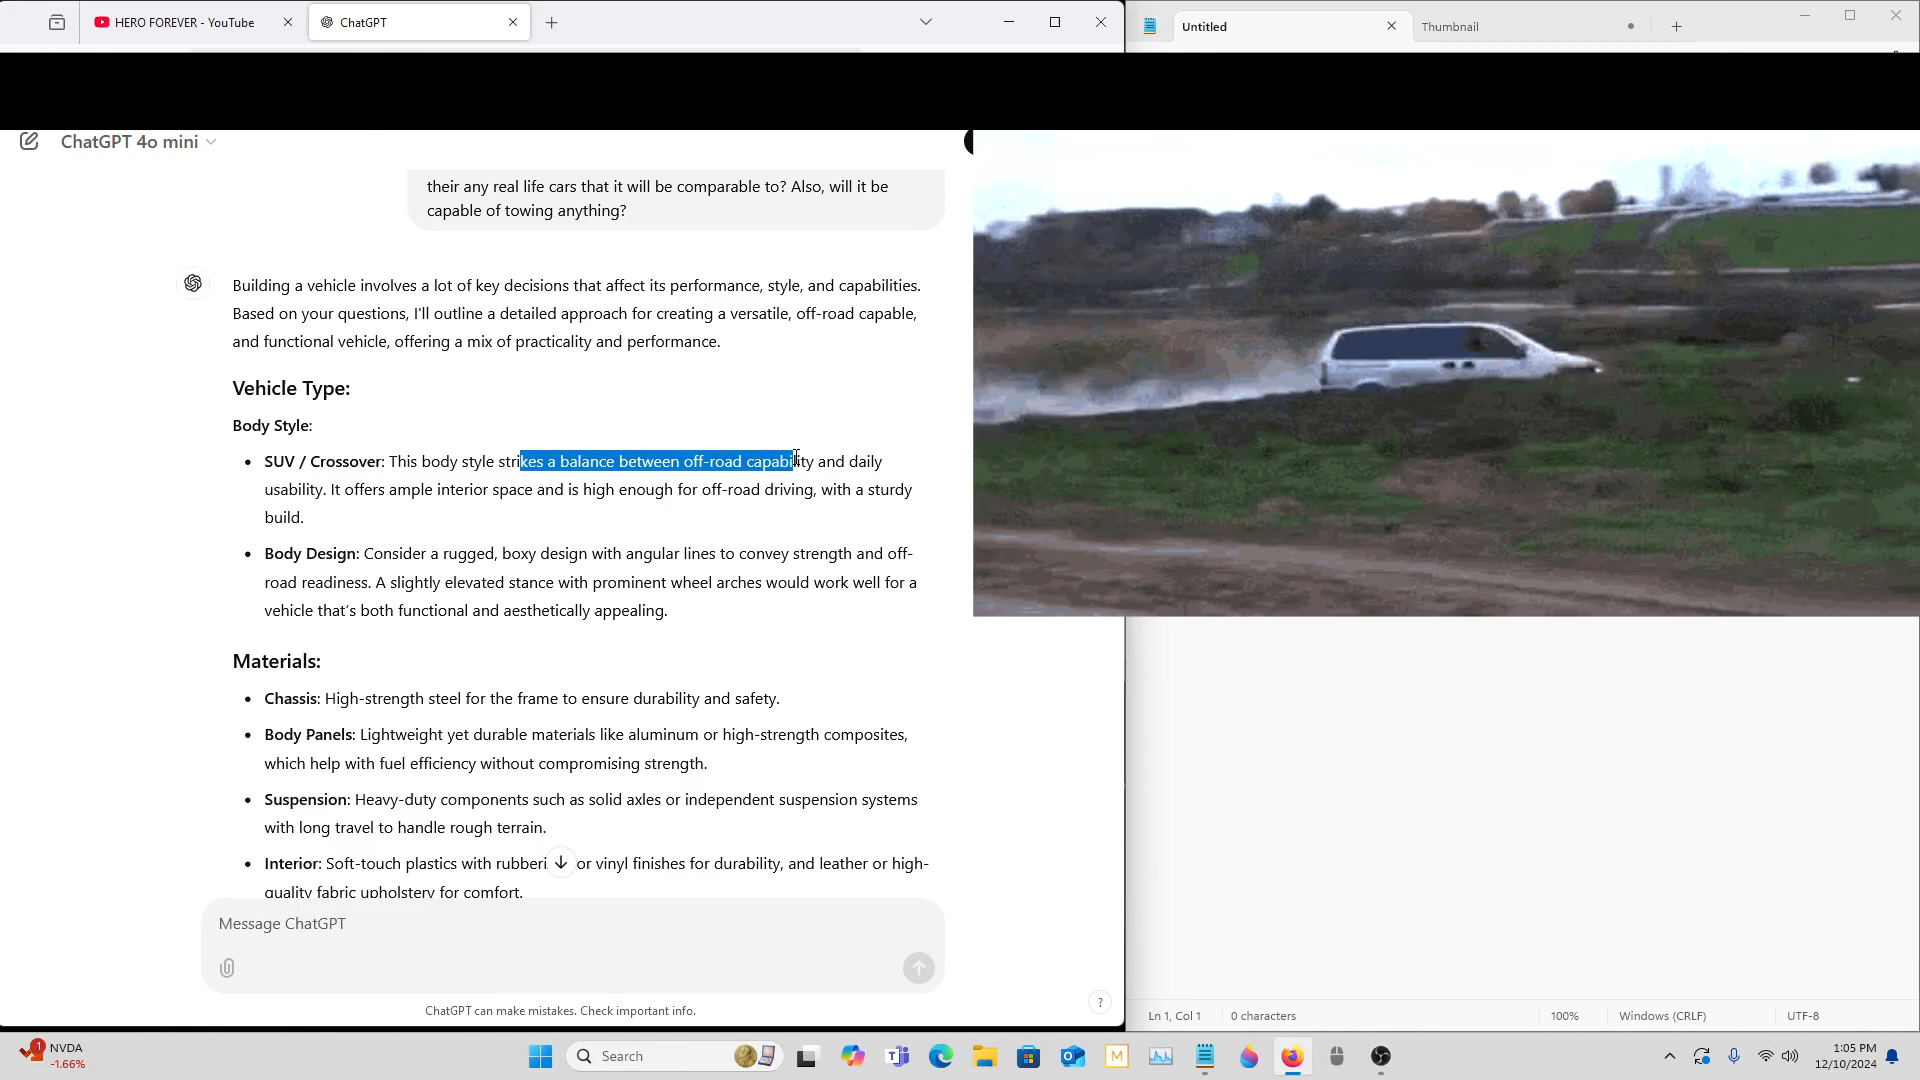 HERO FOREVER - YouTube
ChatGPT
Untitled
Thumbnail
ChatGPT 4o mini
their any real life cars that it will be comparable to? Also, will it be
capable of towing anything?
Building a vehicle involves a lot of key decisions that affect its performance, style, and capabilities.
Based on your questions, I'll outline a detailed approach for creating a versatile, off-road capable,
and functional vehicle, offering a mix of practicality and performance.
Vehicle Type:
Body Style:
• SUV / Crossover: This body style strikes a balance between off-road capability and daily
usability. It offers ample interior space and is high enough for off-road driving, with a sturdy
build.
• Body Design: Consider a rugged, boxy design with angular lines to convey strength and off-
road readiness. A slightly elevated stance with prominent wheel arches would work well for a
vehicle that's both functional and aesthetically appealing.
Materials:
• Chassis: High-strength steel for the frame to ensure durability and safety.
• Body Panels: Lightweight yet durable materials like aluminum or high-strength composites,
which help with fuel efficiency without compromising strength.
• Suspension: Heavy-duty components such as solid axles or independent suspension systems
with long travel to handle rough terrain.
• Interior: Soft-touch plastics with rubberi or vinyl finishes for durability, and leather or high-
quality fabric upholstery for comfort.
Message ChatGPT
ChatGPT can make mistakes. Check important info.
?
Ln 1, Col 1
0 characters
100%
Windows (CRLF)
UTF-8
1
NVDA
-1.66%
Search
M
1:05 PM
12/10/2024